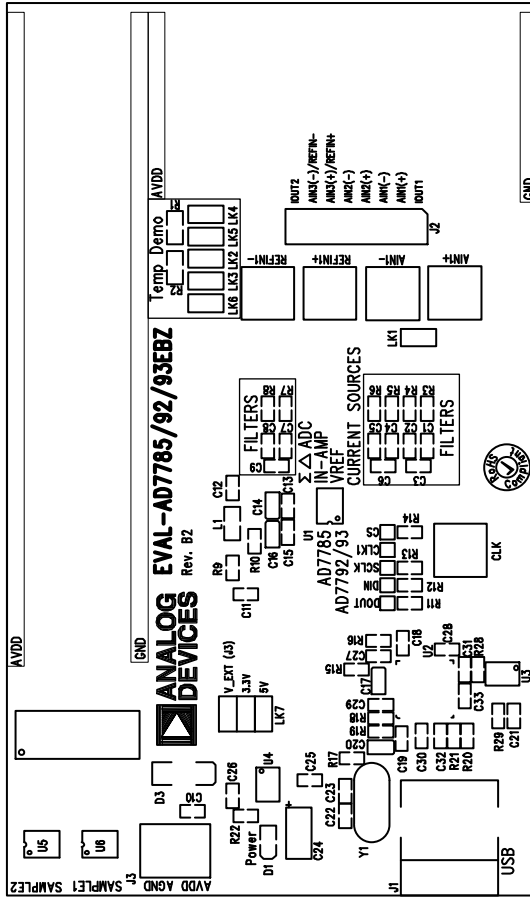 AVDD
GND
AVDD
GND
Temp Demo
R1
R2
LK4
LK5
LK2
LK3
LK6
IOUT2
AIN3(-)/REFIN-
AIN3(+)/REFIN+
AIN2(-)
AIN2(+)
AIN1(-)
AIN1(+)
IOUT1
J2
REFIN1-
REFIN1+
AIN1-
AIN1+
LK1
ANALOG
DEVICES
EVAL-AD7785/92/93EBZ
Rev. B2
FILTERS
R8
R7
C8
C7
C9
Σ△ ADC
IN-AMP
VREF
CURRENT SOURCES
R6
R5
R4
R3
C5
C4
C2
C1
C6
C3
FILTERS
RoHS
Compliant
C12
L1
R9
C14
C13
R10
C16
C15
C11
U1
AD7785
AD7792/93
CS
CLK1
SCLK
DIN
DOUT
R14
R13
R12
R11
CLK
V_EXT (J3)
3.3V
5V
LK7
R16
C27
R15
C17
C18
U2
C28
C31
R28
U3
C33
C29
R18
R19
C20
C19
C30
C32
R21
R20
R29
C21
R17
D3
C10
C26
U4
C25
R22
Power
D1
C24
+
C23
C22
Y1
U5
U6
SAMPLE2
SAMPLE1
J3
AVDD AGND
J1
USB